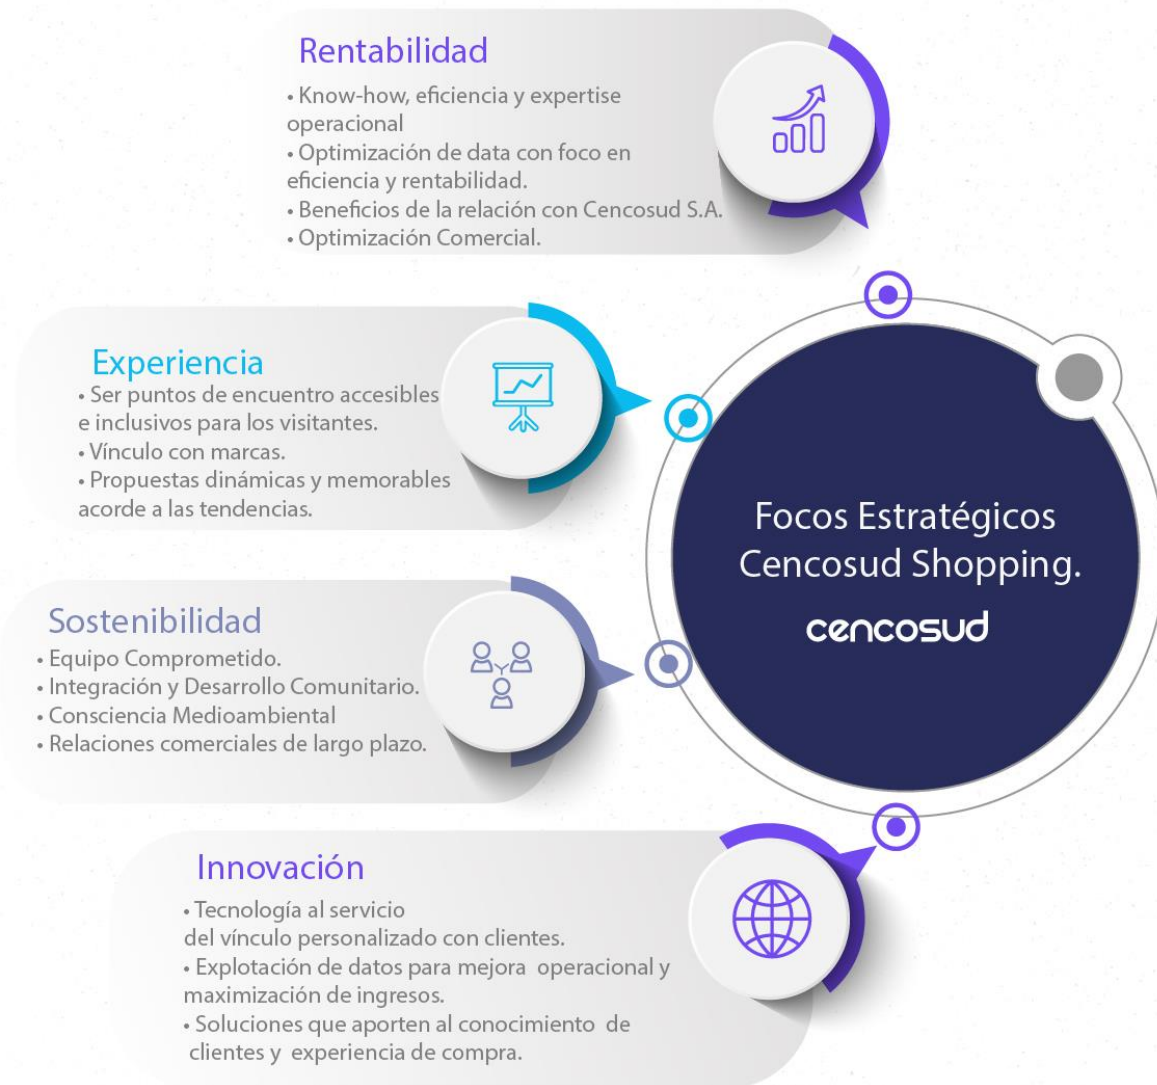 Rentabilidad
• Know-how, eficiencia y expertise
operacional
• Optimización de data con foco en
eficiencia y rentabilidad.
• Beneficios de la relación con Cencosud S.A.
• Optimización Comercial.
Experiencia
• Ser puntos de encuentro accesibles
e inclusivos para los visitantes.
• Vínculo con marcas.
• Propuestas dinámicas y memorables
acorde a las tendencias.
Focos Estratégicos
Cencosud Shopping.
cencosud
Sostenibilidad
• Equipo Comprometido.
• Integración y Desarrollo Comunitario.
• Consciencia Medioambiental
• Relaciones comerciales de largo plazo.
Innovación
• Tecnología al servicio
del vínculo personalizado con clientes.
• Explotación de datos para mejora operacional y
maximización de ingresos.
• Soluciones que aporten al conocimiento de
clientes y experiencia de compra.